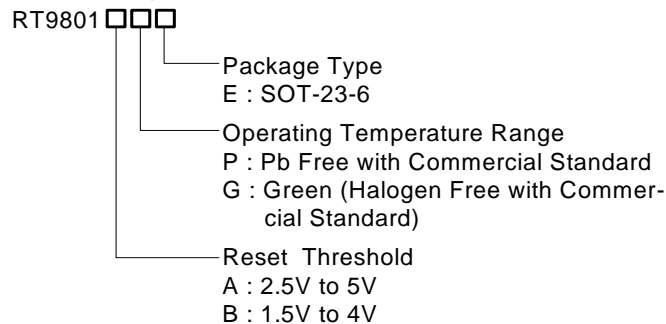 RT9801
Package Type
E : SOT-23-6
Operating Temperature Range
P : Pb Free with Commercial Standard
G : Green (Halogen Free with Commer-
cial Standard)
Reset Threshold
A : 2.5V to 5V
B : 1.5V to 4V